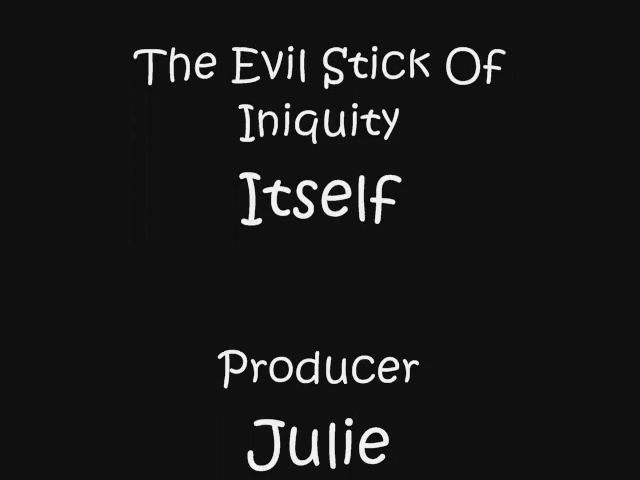 The Evil Stick Of
Iniquity
Itself
Producer
Julie